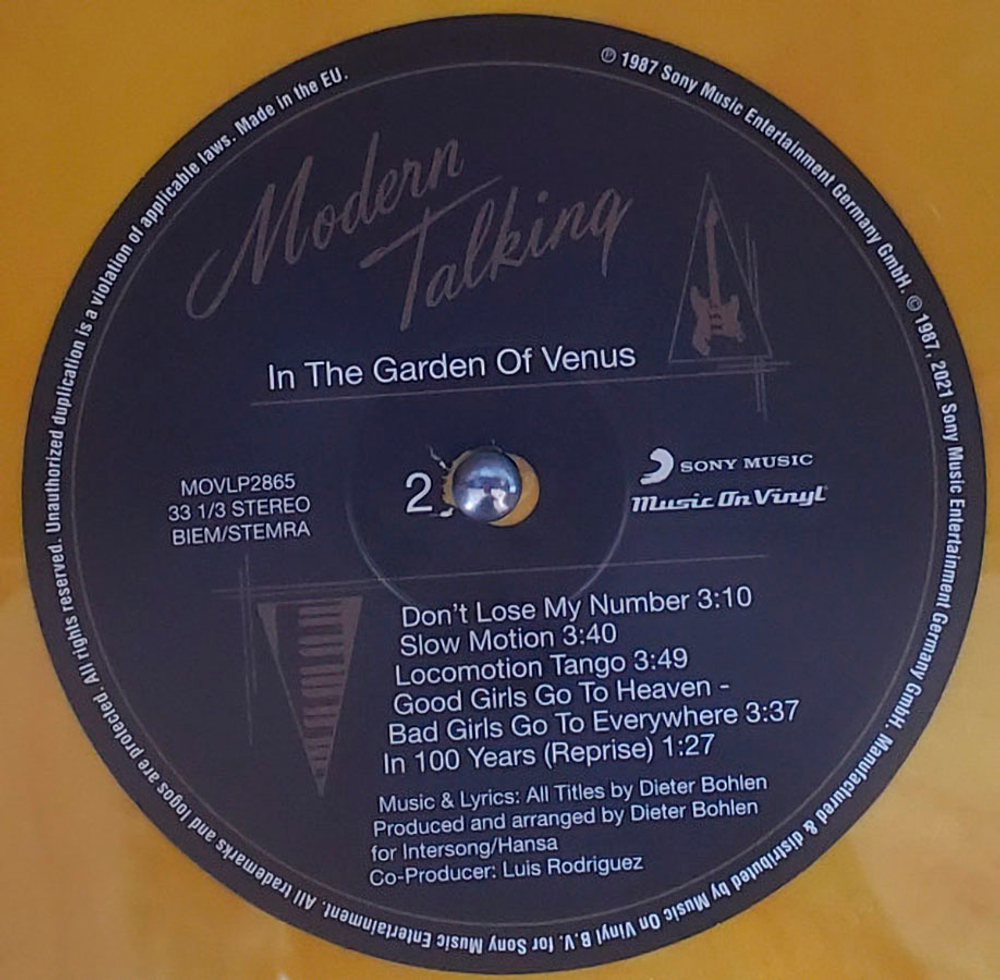 Modern
Talking
In The Garden Of Venus
MOVLP2865
33 1/3 STEREO
BIEM/STEMRA
2
SONY MUSIC
Music On Vinyl
Don't Lose My Number 3:10
Slow Motion 3:40
Locomotion Tango 3:49
Good Girls Go To Heaven -
Bad Girls Go To Everywhere 3:37
In 100 Years (Reprise) 1:27
Music & Lyrics: All Titles by Dieter Bohlen
Produced and arranged by Dieter Bohlen
for Intersong/Hansa
Co-Producer: Luis Rodriguez
℗ 1987 Sony Music Entertainment Germany GmbH. © 1987, 2021 Sony Music Entertainment Germany GmbH. Manufactured & distributed by Music On Vinyl B.V. for Sony Music Entertainment. All trademarks and logos are protected. All rights reserved. Unauthorized duplication is a violation of applicable laws. Made in the EU.